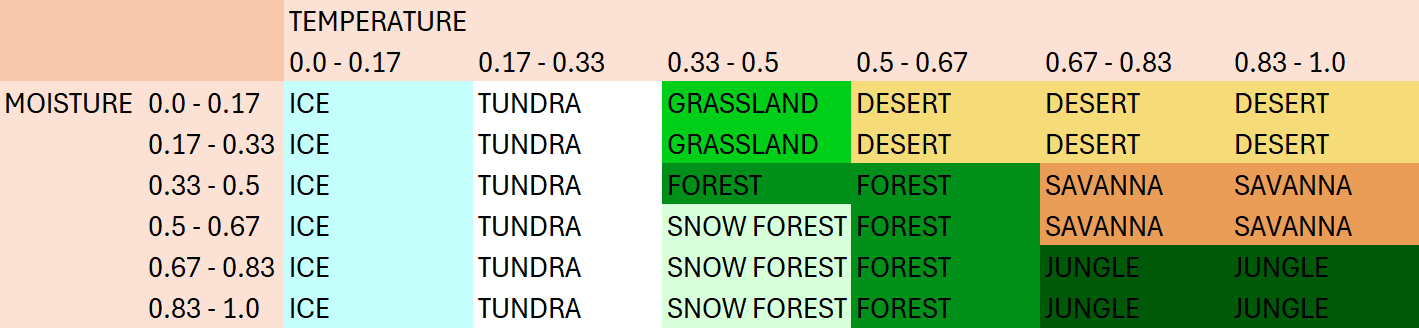 TEMPERATURE
0.0 - 0.17 0.17 - 0.33 0.33 - 0.5 0.5 - 0.67 0.67 - 0.83 0.83 - 1.0
MOISTURE 0.0 - 0.17 ICE TUNDRA GRASSLAND DESERT DESERT DESERT
0.17 - 0.33 ICE TUNDRA GRASSLAND DESERT DESERT DESERT
0.33 - 0.5 ICE TUNDRA FOREST FOREST SAVANNA SAVANNA
0.5 - 0.67 ICE TUNDRA SNOW FOREST FOREST SAVANNA SAVANNA
0.67 - 0.83 ICE TUNDRA SNOW FOREST FOREST JUNGLE JUNGLE
0.83 - 1.0 ICE TUNDRA SNOW FOREST FOREST JUNGLE JUNGLE